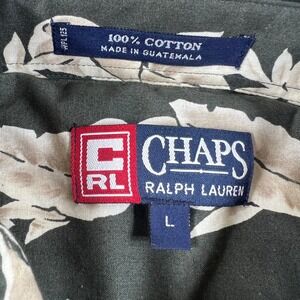 100% COTTON
MADE IN GUATEMALA
C
RL
CHAPS
RALPH LAUREN
L